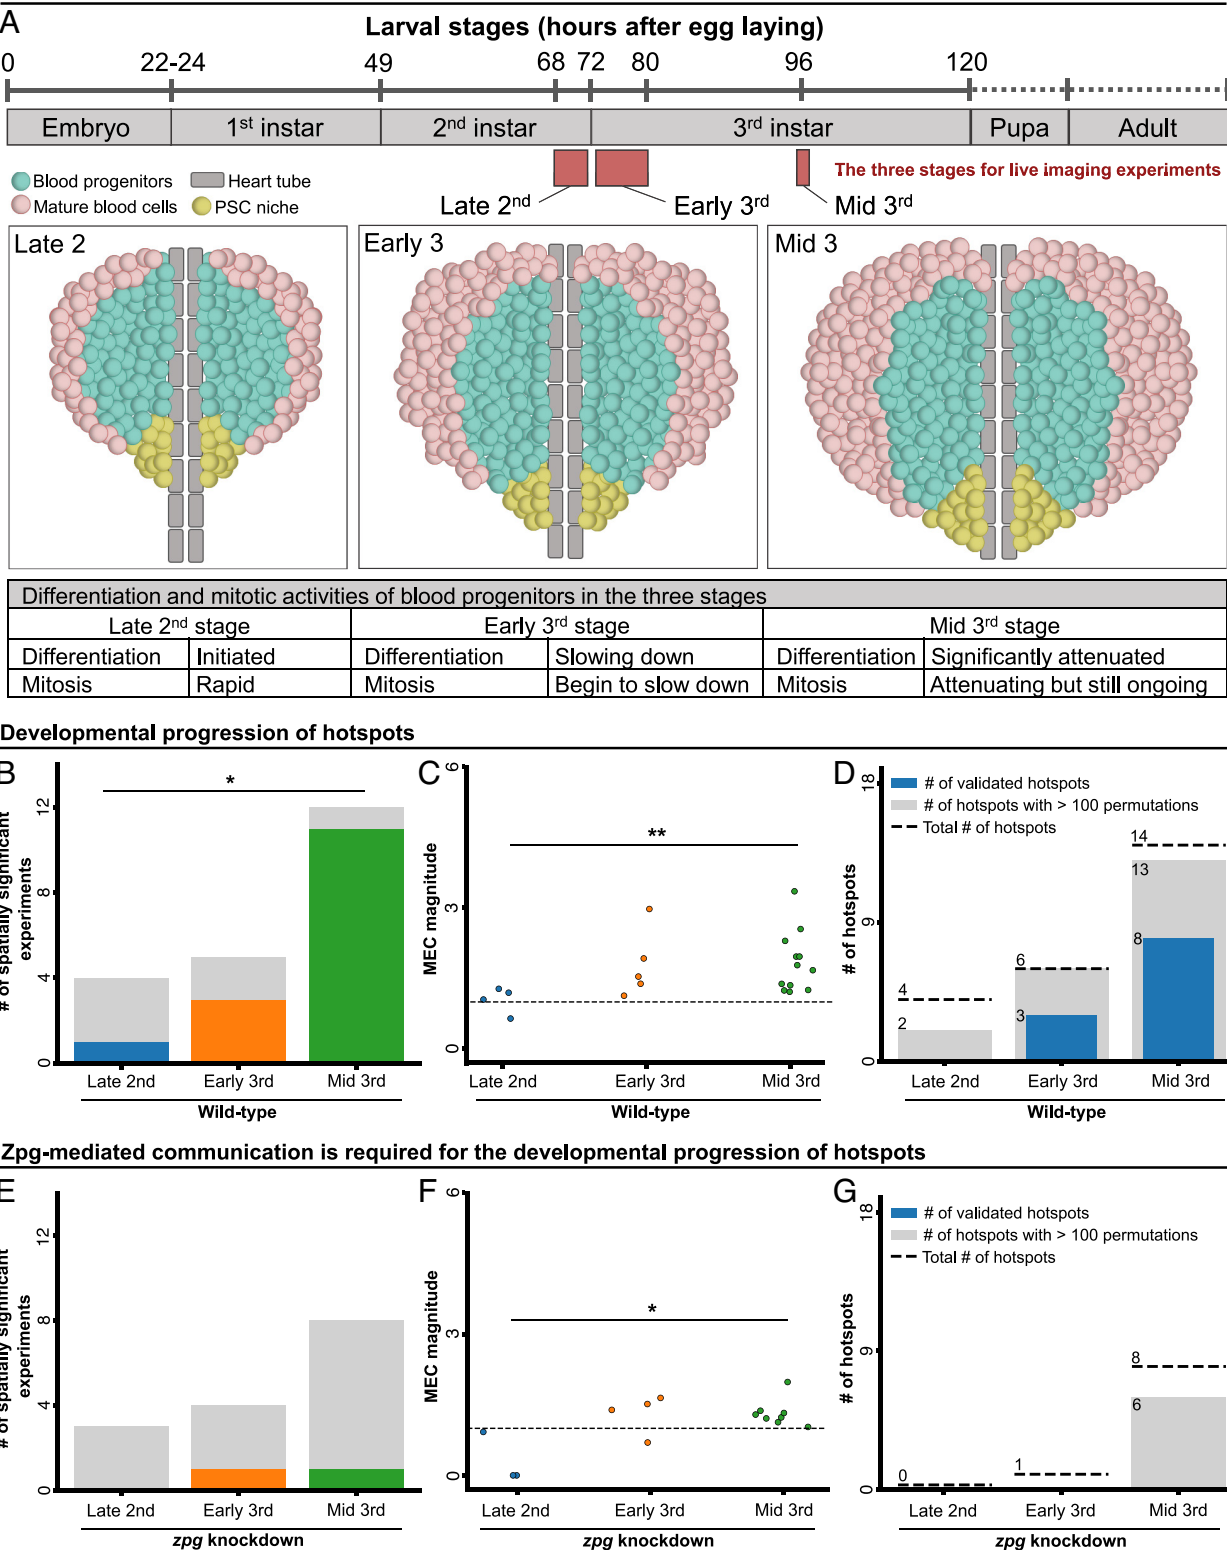 A
Larval stages (hours after egg laying)
0 22-24 49 68 72 80 96 120
Embryo 1st instar 2nd instar 3rd instar Pupa Adult
The three stages for live imaging experiments
Blood progenitors Heart tube
Mature blood cells PSC niche
Late 2nd Early 3rd Mid 3rd
Late 2 Early 3 Mid 3
Differentiation and mitotic activities of blood progenitors in the three stages
Late 2nd stage Early 3rd stage Mid 3rd stage
Differentiation Initiated Differentiation Slowing down Differentiation Significantly attenuated
Mitosis Rapid Mitosis Begin to slow down Mitosis Attenuating but still ongoing
Developmental progression of hotspots
B
# of spatially significant
experiments
12
8
4
0
*
Late 2nd Early 3rd Mid 3rd
Wild-type
C
MEC magnitude
6
3
0
**
Late 2nd Early 3rd Mid 3rd
Wild-type
D
# of hotspots
18
9
0
# of validated hotspots
# of hotspots with > 100 permutations
Total # of hotspots
4
2
6
3
14
13
8
Late 2nd Early 3rd Mid 3rd
Wild-type
Zpg-mediated communication is required for the developmental progression of hotspots
E
# of spatially significant
experiments
12
8
4
0
Late 2nd Early 3rd Mid 3rd
zpg knockdown
F
MEC magnitude
6
3
0
*
Late 2nd Early 3rd Mid 3rd
zpg knockdown
G
# of hotspots
18
9
0
# of validated hotspots
# of hotspots with > 100 permutations
Total # of hotspots
0
1
8
6
Late 2nd Early 3rd Mid 3rd
zpg knockdown